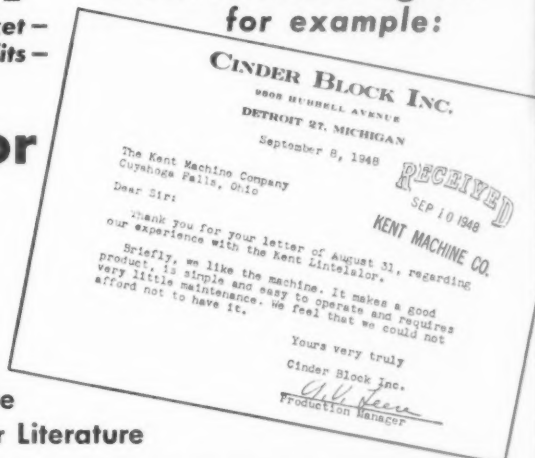 ket—
its—
or
for example:
CINDER BLOCK INC.
9808 HUBBELL AVENUE
DETROIT 27, MICHIGAN
September 8, 1948
The Kent Machine Company
Cuyahoga Falls, Ohio
RECEIVED
SEP 10 1948
KENT MACHINE CO.
Dear Sir:
Thank you for your letter of August 31, regarding
our experience with the Kent Lintelator.
Briefly, we like the machine. It makes a good
product, is simple and easy to operate and requires
very little maintenance. We feel that we could not
afford not to have it.
Yours very truly
Cinder Block Inc.
Production Manager
e
r Literature